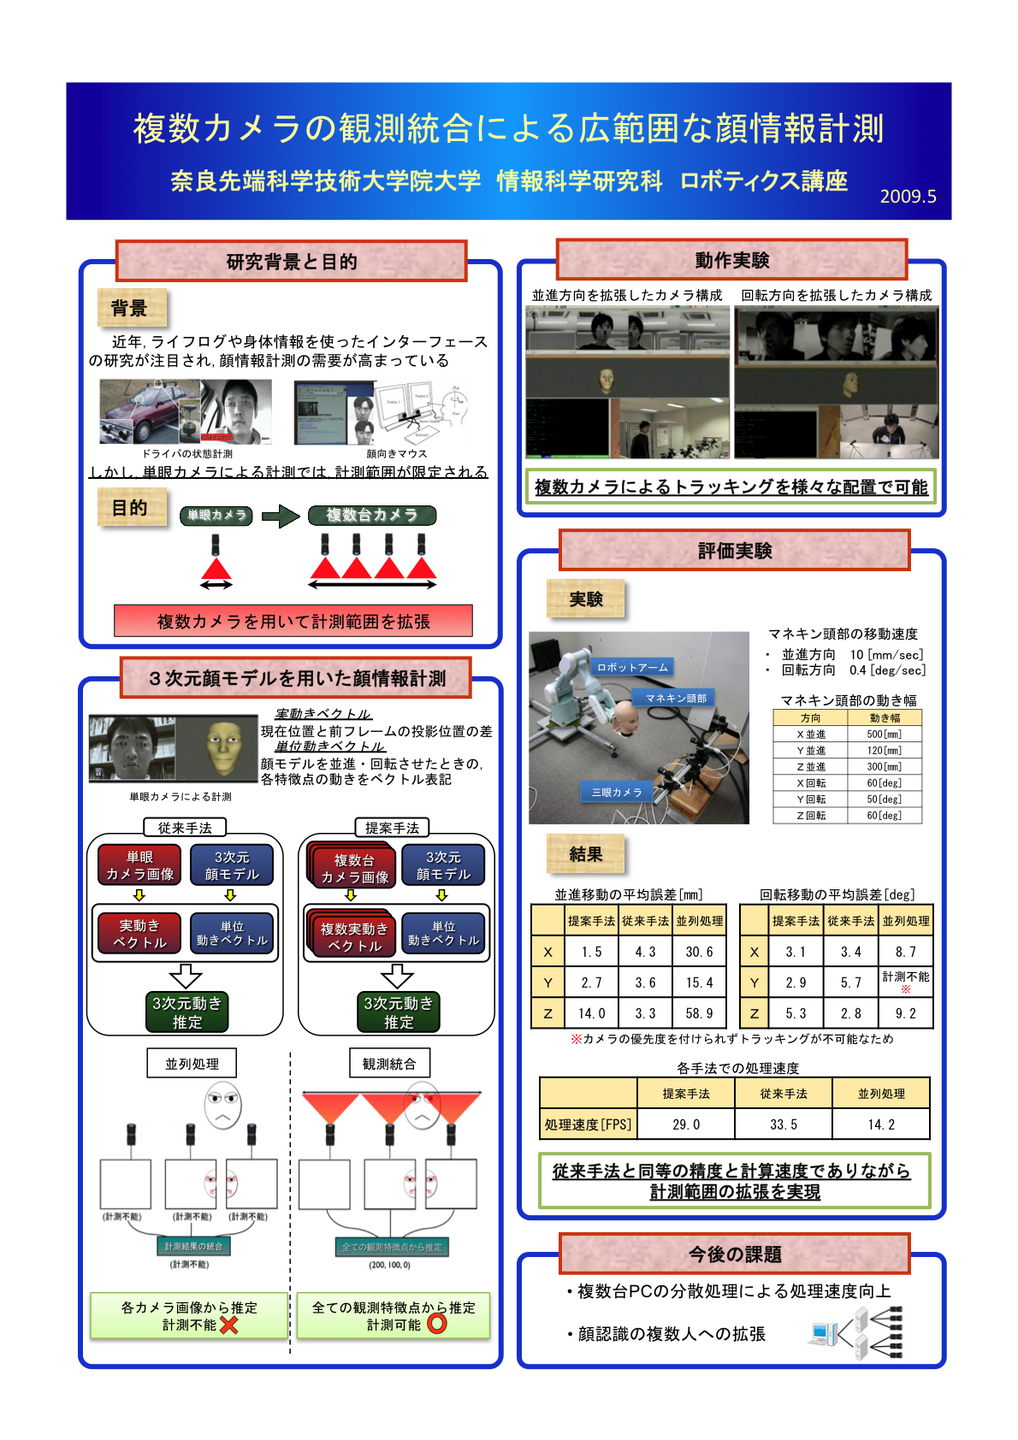 複数カメラの観測統合による広範囲な顔情報計測
奈良先端科学技術大学院大学 情報科学研究科 ロボティクス講座
2009.5
研究背景と目的
背景
近年, ライフログや身体情報を使ったインターフェース
の研究が注目され, 顔情報計測の需要が高まっている
ドライバの状態計測
顔向きマウス
しかし, 単眼カメラによる計測では, 計測範囲が限定される
目的
単眼カメラ
複数台カメラ
複数カメラを用いて計測範囲を拡張
3次元顔モデルを用いた顔情報計測
実動きベクトル
現在位置と前フレームの投影位置の差
単位動きベクトル
顔モデルを並進・回転させたときの,
各特徴点の動きをベクトル表記
単眼カメラによる計測
従来手法
単眼
カメラ画像
3次元
顔モデル
実動き
ベクトル
単位
動きベクトル
3次元動き
推定
提案手法
複数台
カメラ画像
3次元
顔モデル
複数実動き
ベクトル
単位
動きベクトル
3次元動き
推定
並列処理
(計測不能)
(計測不能)
(計測不能)
計測結果の統合
(計測不能)
各カメラ画像から推定
計測不能
観測統合
全ての観測特徴点から推定
(200, 100, 0)
全ての観測特徴点から推定
計測可能
動作実験
並進方向を拡張したカメラ構成
回転方向を拡張したカメラ構成
複数カメラによるトラッキングを様々な配置で可能
評価実験
実験
ロボットアーム
マネキン頭部
三眼カメラ
マネキン頭部の移動速度
・ 並進方向 10 [mm/sec]
・ 回転方向 0.4 [deg/sec]
マネキン頭部の動き幅
方向 動き幅
X並進 500[mm]
Y並進 120[mm]
Z並進 300[mm]
X回転 60[deg]
Y回転 50[deg]
Z回転 60[deg]
結果
並進移動の平均誤差[mm]
提案手法 従来手法 並列処理
X 1.5 4.3 30.6
Y 2.7 3.6 15.4
Z 14.0 3.3 58.9
回転移動の平均誤差[deg]
提案手法 従来手法 並列処理
X 3.1 3.4 8.7
Y 2.9 5.7 計測不能※
Z 5.3 2.8 9.2
※カメラの優先度を付けられずトラッキングが不可能なため
各手法での処理速度
提案手法 従来手法 並列処理
処理速度[FPS] 29.0 33.5 14.2
従来手法と同等の精度と計算速度でありながら
計測範囲の拡張を実現
今後の課題
・複数台PCの分散処理による処理速度向上
・顔認識の複数人への拡張